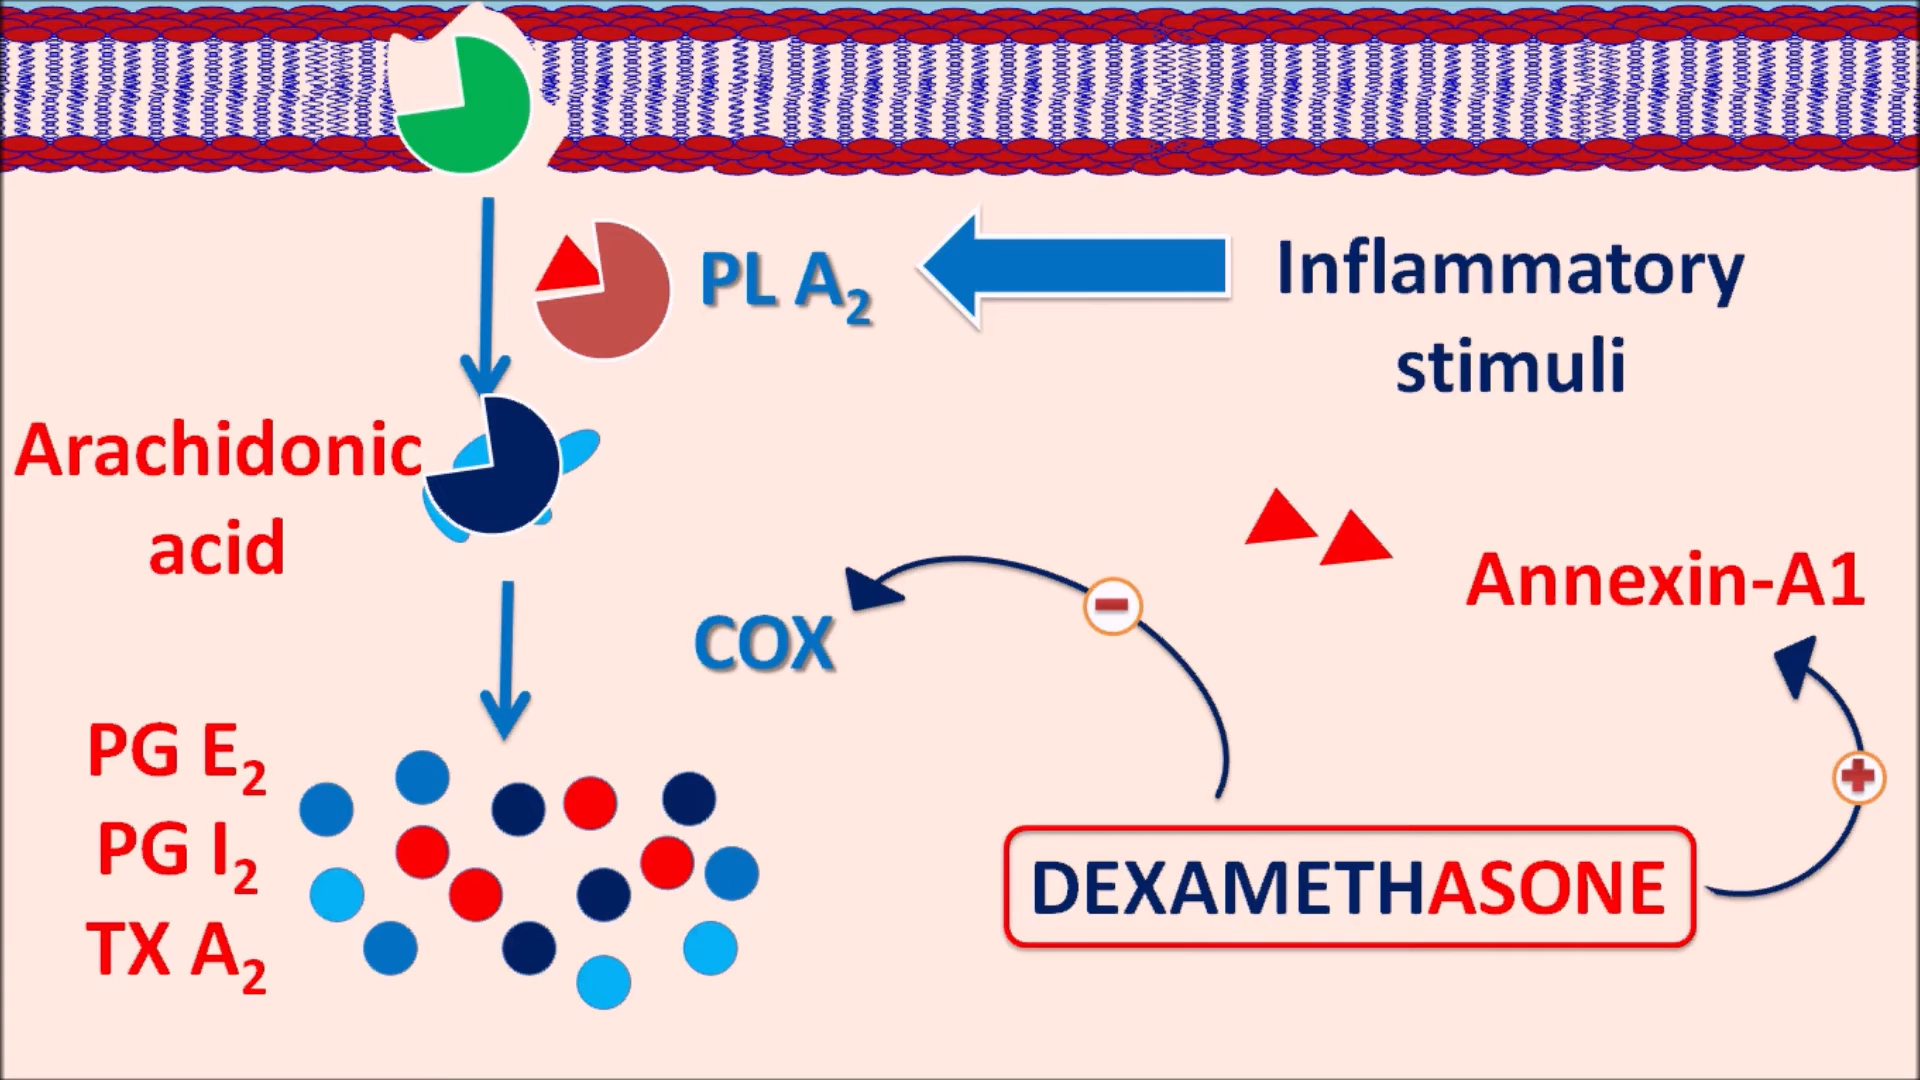 PL A₂
Inflammatory
stimuli
Arachidonic
acid
Annexin-A1
COX
PG E₂
PG I₂
TX A₂
DEXAMETHASONE